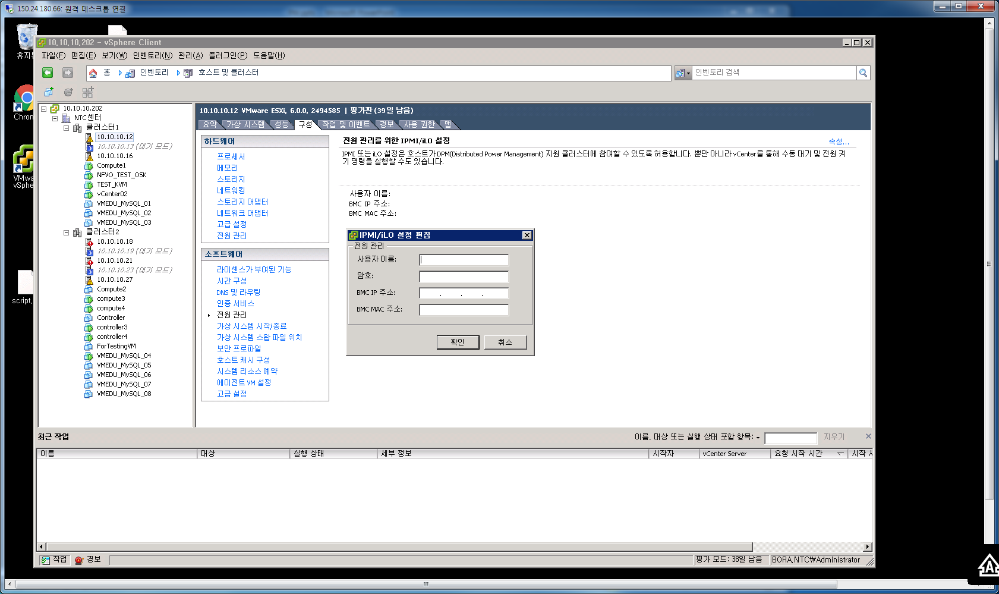 150.24.180.66: 원격 데스크톱 연결
휴지통
10.10.10.202 - vSphere Client
파일(F) 편집(E) 보기(W) 인벤토리(N) 관리(A) 플러그인(P) 도움말(H)
홈 인벤토리 호스트 및 클러스터
인벤토리 검색
Chron
VMwa
vSphe
script.
10.10.10.202
NTC센터
클러스터1
10.10.10.12
10.10.10.13 (대기 모드)
10.10.10.16
Compute1
NFVO_TEST_OSK
TEST_KVM
vCenter02
VMEDU_MySQL_01
VMEDU_MySQL_02
VMEDU_MySQL_03
클러스터2
10.10.10.18
10.10.10.19 (대기 모드)
10.10.10.21
10.10.10.23 (대기 모드)
10.10.10.27
Compute2
compute3
compute4
Controller
controller3
controller4
ForTestingVM
VMEDU_MySQL_04
VMEDU_MySQL_05
VMEDU_MySQL_06
VMEDU_MySQL_07
VMEDU_MySQL_08
10.10.10.12 VMware ESXi, 6.0.0, 2494585 | 평가판 (39일 남음)
요약 가상 시스템 성능 구성 작업 및 이벤트 경보 사용 권한 맵
하드웨어
프로세서
메모리
스토리지
네트워킹
스토리지 어댑터
네트워크 어댑터
고급 설정
전원 관리
소프트웨어
라이센스가 부여된 기능
시간 구성
DNS 및 라우팅
인증 서비스
전원 관리
가상 시스템 시작/종료
가상 시스템 스왑 파일 위치
보안 프로파일
호스트 캐시 구성
시스템 리소스 예약
에이전트 VM 설정
고급 설정
전원 관리를 위한 IPMI/iLO 설정
속성...
IPMI 또는 iLO 설정은 호스트가 DPM(Distributed Power Management) 지원 클러스터에 참여할 수 있도록 허용합니다. 뿐만 아니라 vCenter를 통해 수동 대기 및 전원 켜
기 명령을 실행할 수도 있습니다.
사용자 이름:
BMC IP 주소:
BMC MAC 주소:
IPMI/iLO 설정 편집
전원 관리
사용자 이름:
암호:
BMC IP 주소: . . .
BMC MAC 주소:
확인 취소
최근 작업
이름, 대상 또는 실행 상태 포함 항목: 지우기
이름 대상 실행 상태 세부 정보 시작자 vCenter Server 요청 시작 시간 시작 시
작업 경보
평가 모드: 38일 남음 BORA.NTC₩Administrator
A